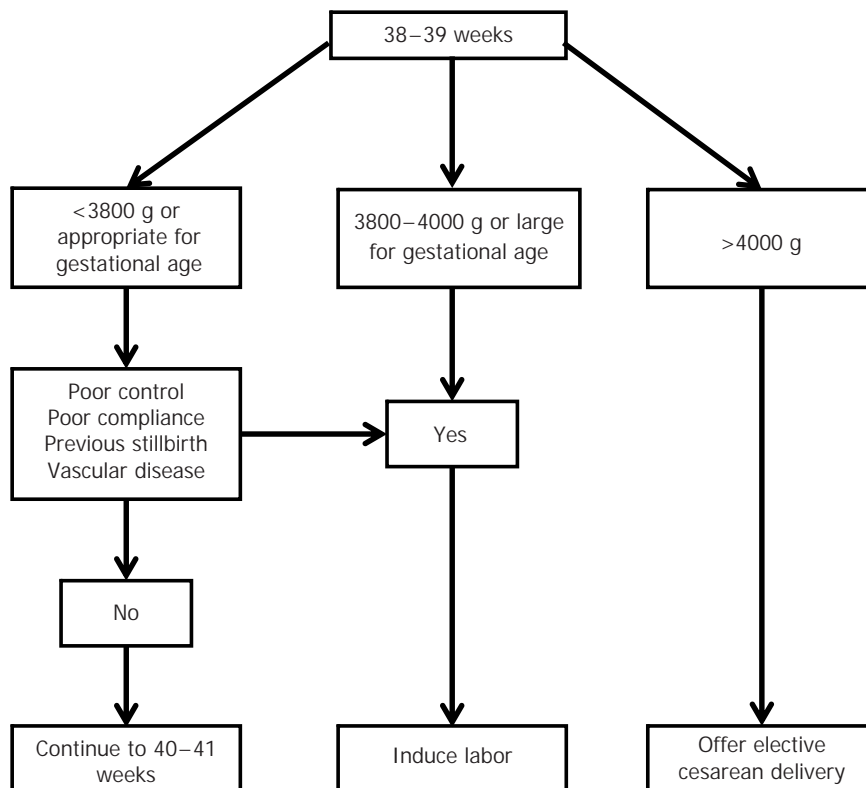 38–39 weeks
<3800 g or
appropriate for
gestational age
3800–4000 g or large
for gestational age
>4000 g
Poor control
Poor compliance
Previous stillbirth
Vascular disease
Yes
No
Continue to 40–41
weeks
Induce labor
Offer elective
cesarean delivery